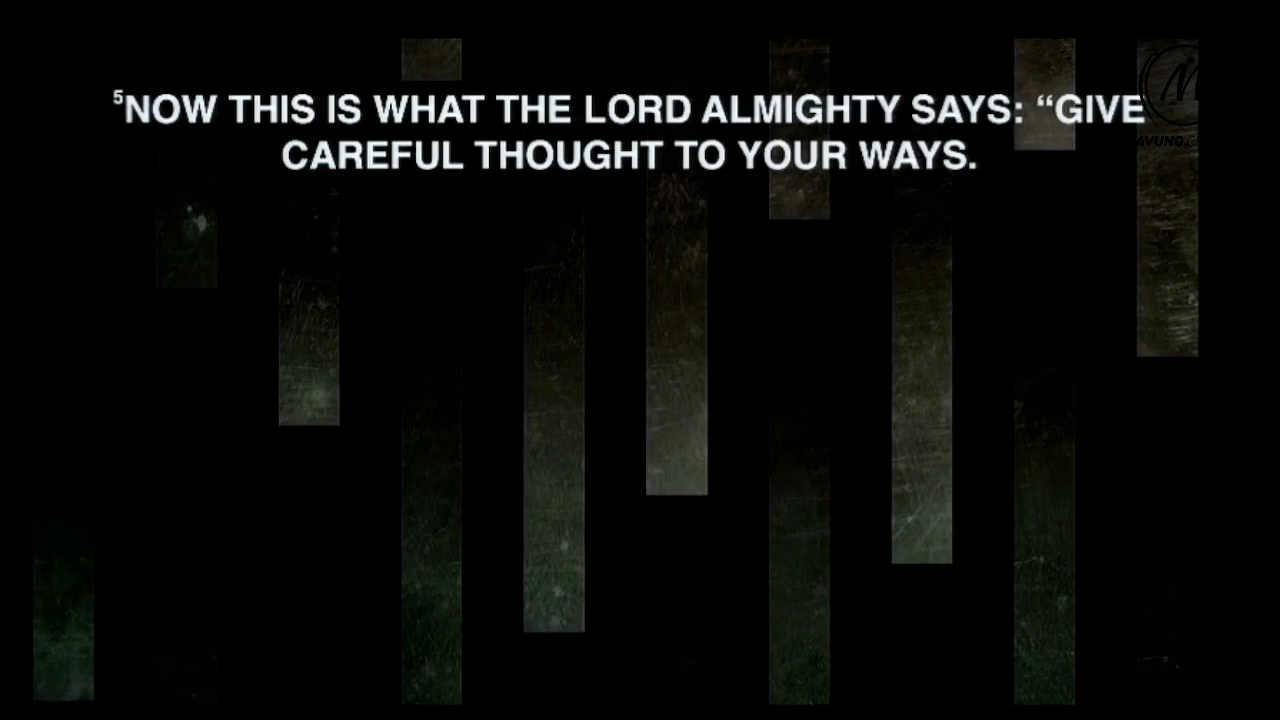 ⁵NOW THIS IS WHAT THE LORD ALMIGHTY SAYS: “GIVE
CAREFUL THOUGHT TO YOUR WAYS.